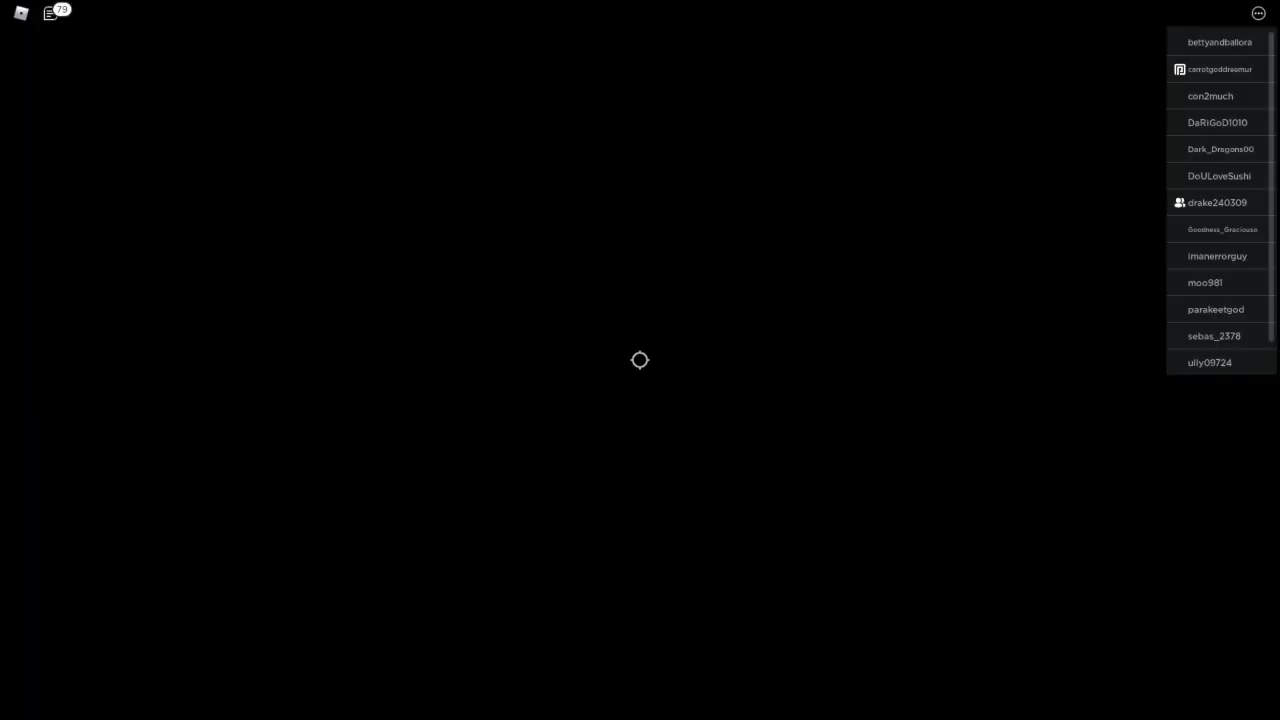 79
bettyandballora
carrotgoddreemur
con2much
DaRiGoD1010
Dark_Dragons00
DoULoveSushi
drake240309
Goodness_Graciouso
imanerrorguy
moo981
parakeetgod
sebas_2378
ully09724